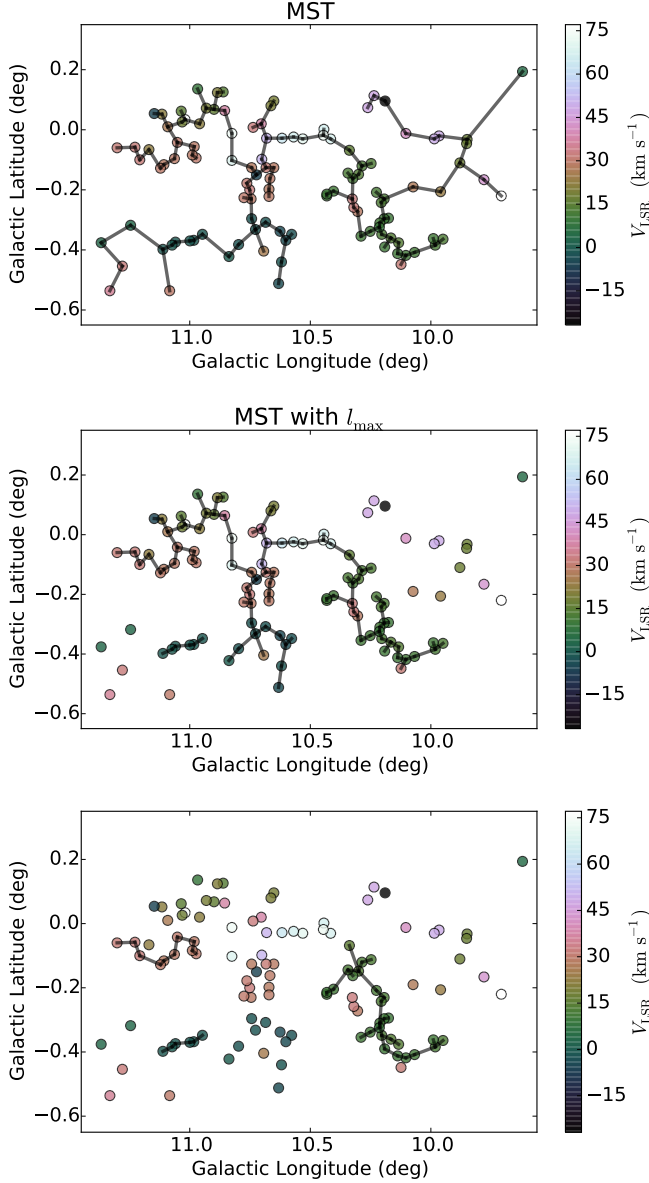 MST
0.2
0.0
−0.2
−0.4
−0.6
Galactic Latitude (deg)
11.0 10.5 10.0
Galactic Longitude (deg)
75
60
45
30
15
0
−15
V_LSR (km s⁻¹)
MST with l_max
0.2
0.0
−0.2
−0.4
−0.6
Galactic Latitude (deg)
11.0 10.5 10.0
Galactic Longitude (deg)
75
60
45
30
15
0
−15
V_LSR (km s⁻¹)
0.2
0.0
−0.2
−0.4
−0.6
Galactic Latitude (deg)
11.0 10.5 10.0
Galactic Longitude (deg)
75
60
45
30
15
0
−15
V_LSR (km s⁻¹)